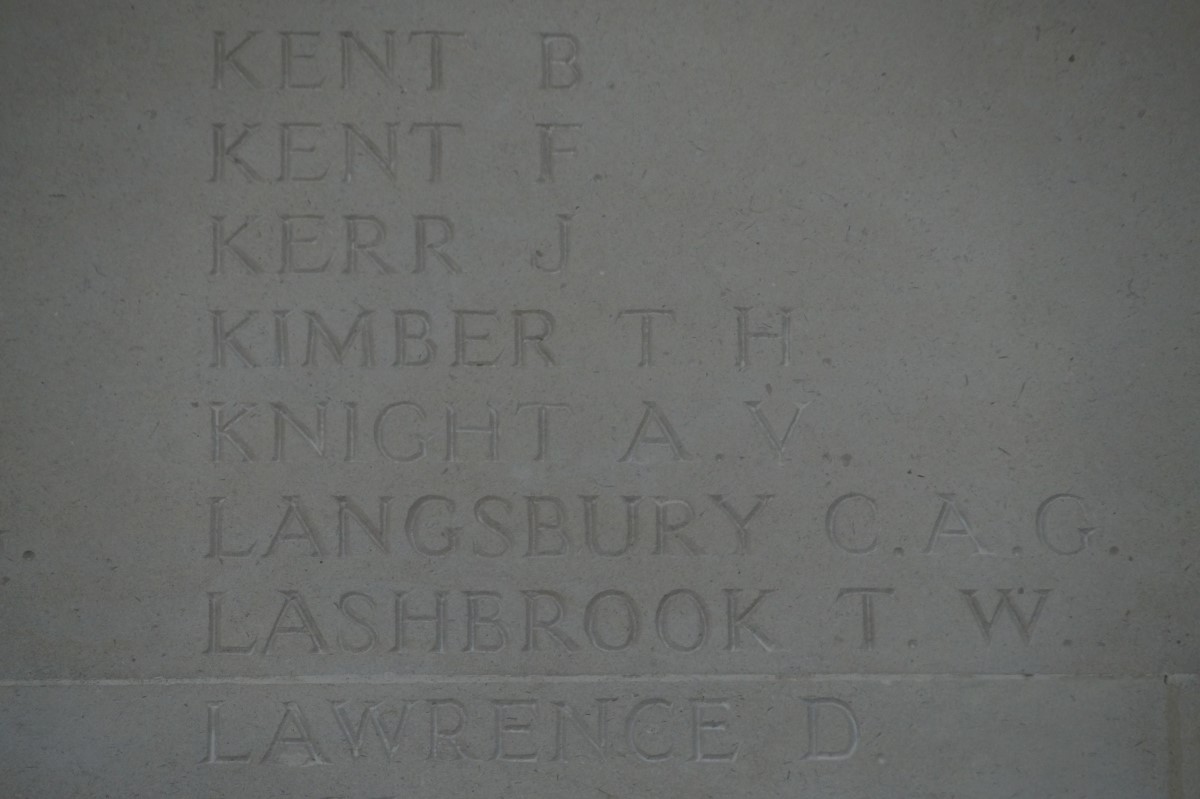 KENT B
KENT F
KERR J
KIMBER T H
KNIGHT A. V.
LANGSBURY C. A. G.
LASHBROOK T. W.
LAWRENCE D.